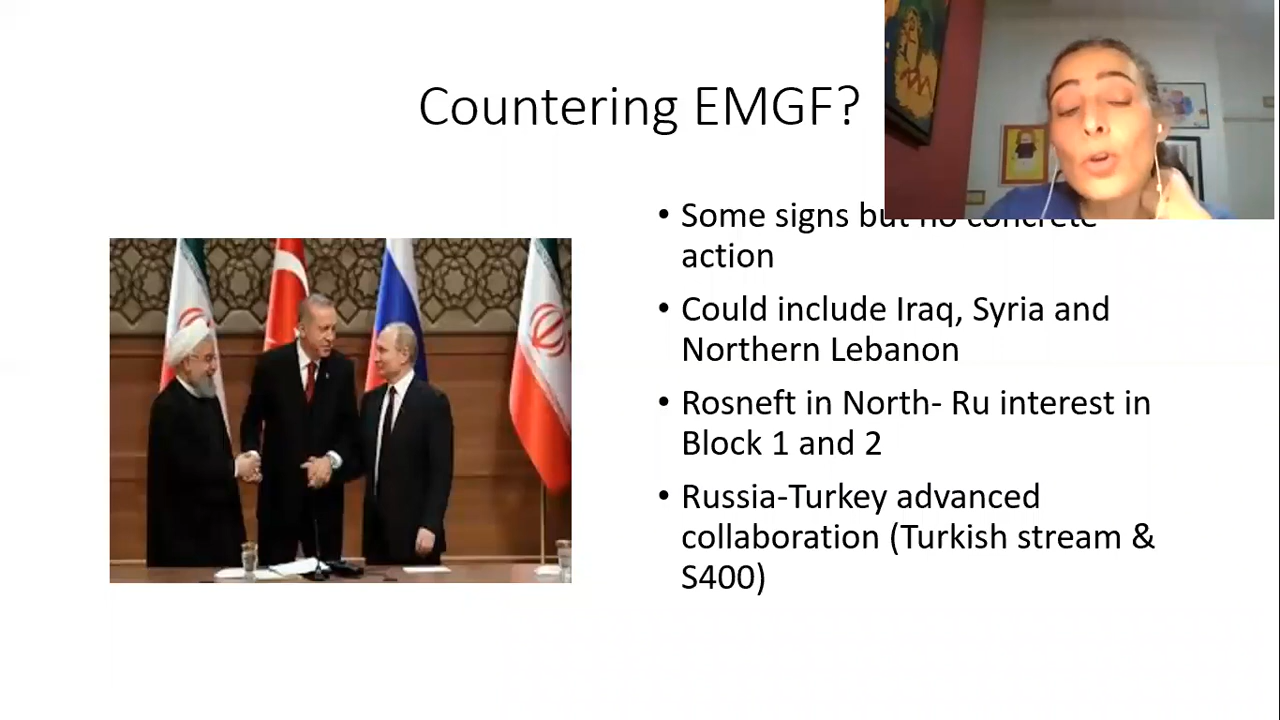 Countering EMGF?
• Some signs but no concrete
action
• Could include Iraq, Syria and
Northern Lebanon
• Rosneft in North- Ru interest in
Block 1 and 2
• Russia-Turkey advanced
collaboration (Turkish stream &
S400)